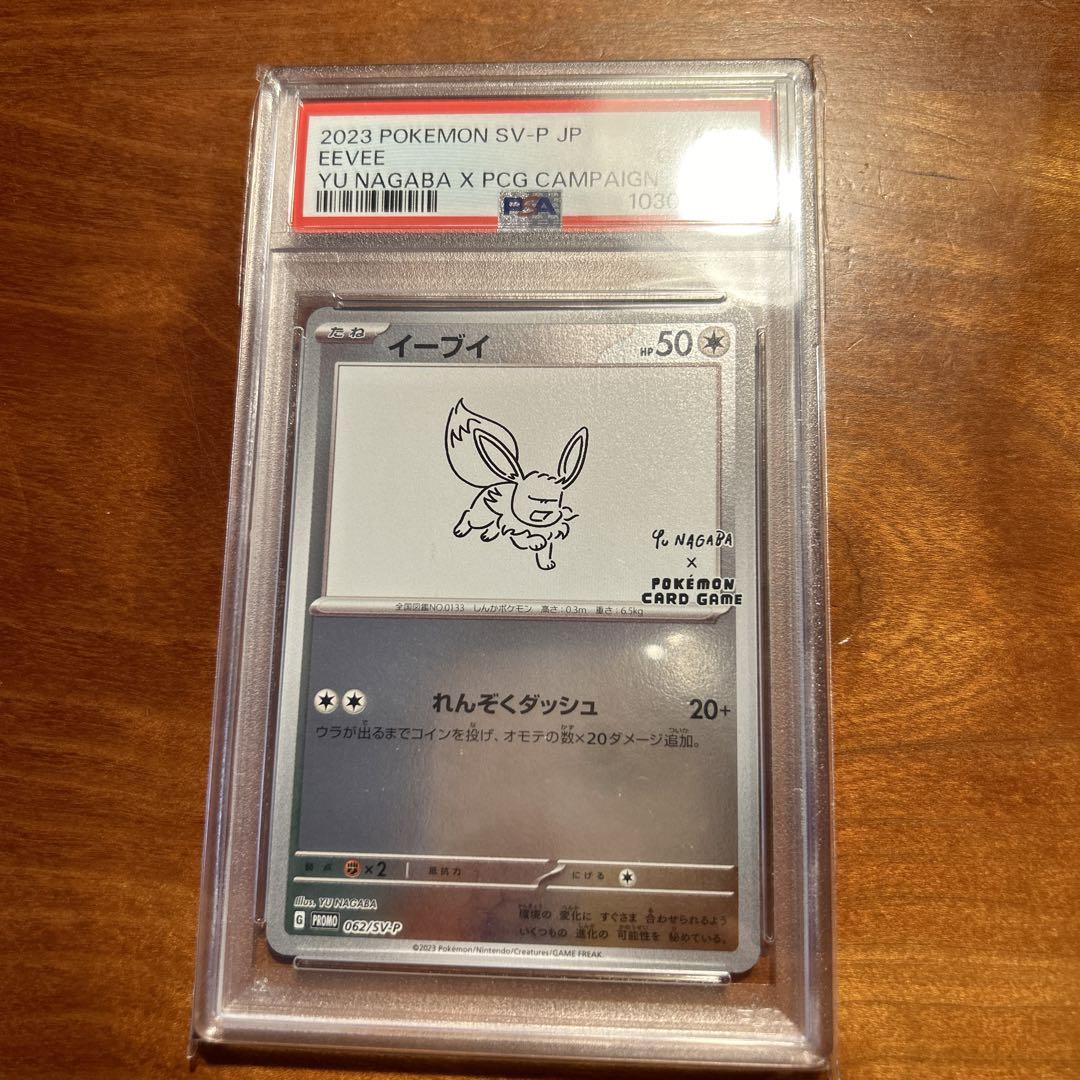 2023 POKEMON SV-P JP
EEVEE
YU NAGABA X PCG CAMPAIGN
PSA
たね
イーブイ
HP 50
YU NAGABA
×
POKÉMON
CARD GAME
全国図鑑NO.0133 しんかポケモン 高さ:0.3m 重さ:6.5kg
れんぞくダッシュ 20+
ウラが出るまでコインを投げ、オモテの数×20ダメージ追加。
弱点 ×2 抵抗力 にげる
Illus. YU NAGABA
G PROMO 062/SV-P
環境の 変化に すぐさま 合わせられるよう
いくつもの 進化の 可能性を 秘めている。
©2023 Pokémon/Nintendo/Creatures/GAME FREAK.